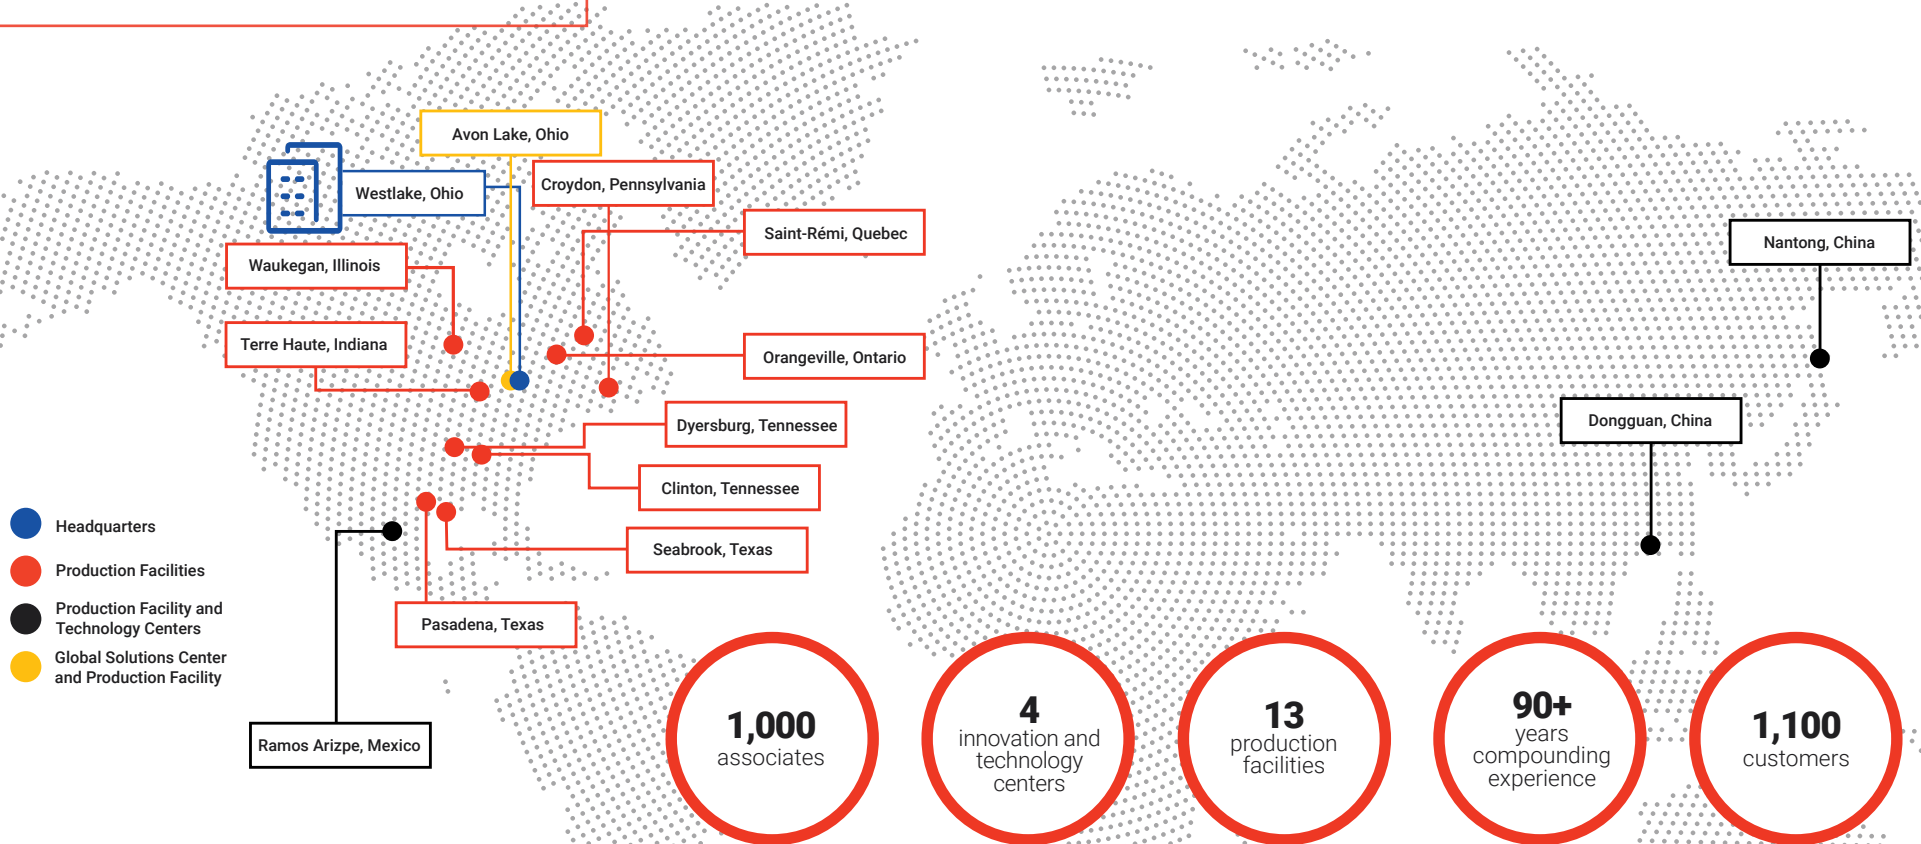 Avon Lake, Ohio
Westlake, Ohio
Croydon, Pennsylvania
Saint-Rémi, Quebec
Waukegan, Illinois
Nantong, China
Terre Haute, Indiana
Orangeville, Ontario
Dyersburg, Tennessee
Dongguan, China
Clinton, Tennessee
Seabrook, Texas
Pasadena, Texas
Ramos Arizpe, Mexico
Headquarters
Production Facilities
Production Facility and
Technology Centers
Global Solutions Center
and Production Facility
1,000
associates
4
innovation and
technology
centers
13
production
facilities
90+
years
compounding
experience
1,100
customers